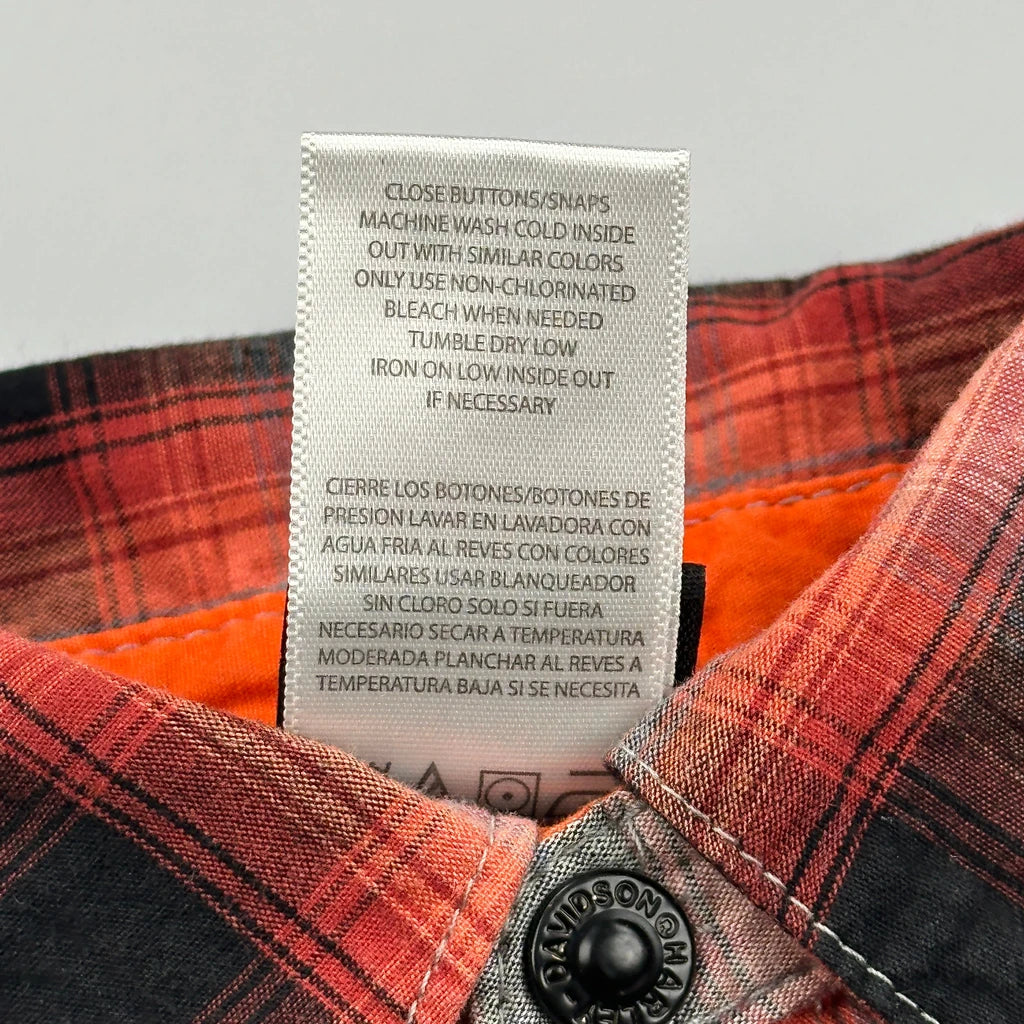 CLOSE BUTTONS/SNAPS
MACHINE WASH COLD INSIDE
OUT WITH SIMILAR COLORS
ONLY USE NON-CHLORINATED
BLEACH WHEN NEEDED
TUMBLE DRY LOW
IRON ON LOW INSIDE OUT
IF NECESSARY
CIERRE LOS BOTONES/BOTONES DE
PRESION LAVAR EN LAVADORA CON
AGUA FRIA AL REVES CON COLORES
SIMILARES USAR BLANQUEADOR
SIN CLORO SOLO SI FUERA
NECESARIO SECAR A TEMPERATURA
MODERADA PLANCHAR AL REVES A
TEMPERATURA BAJA SI SE NECESITA
HARLEY-DAVIDSON